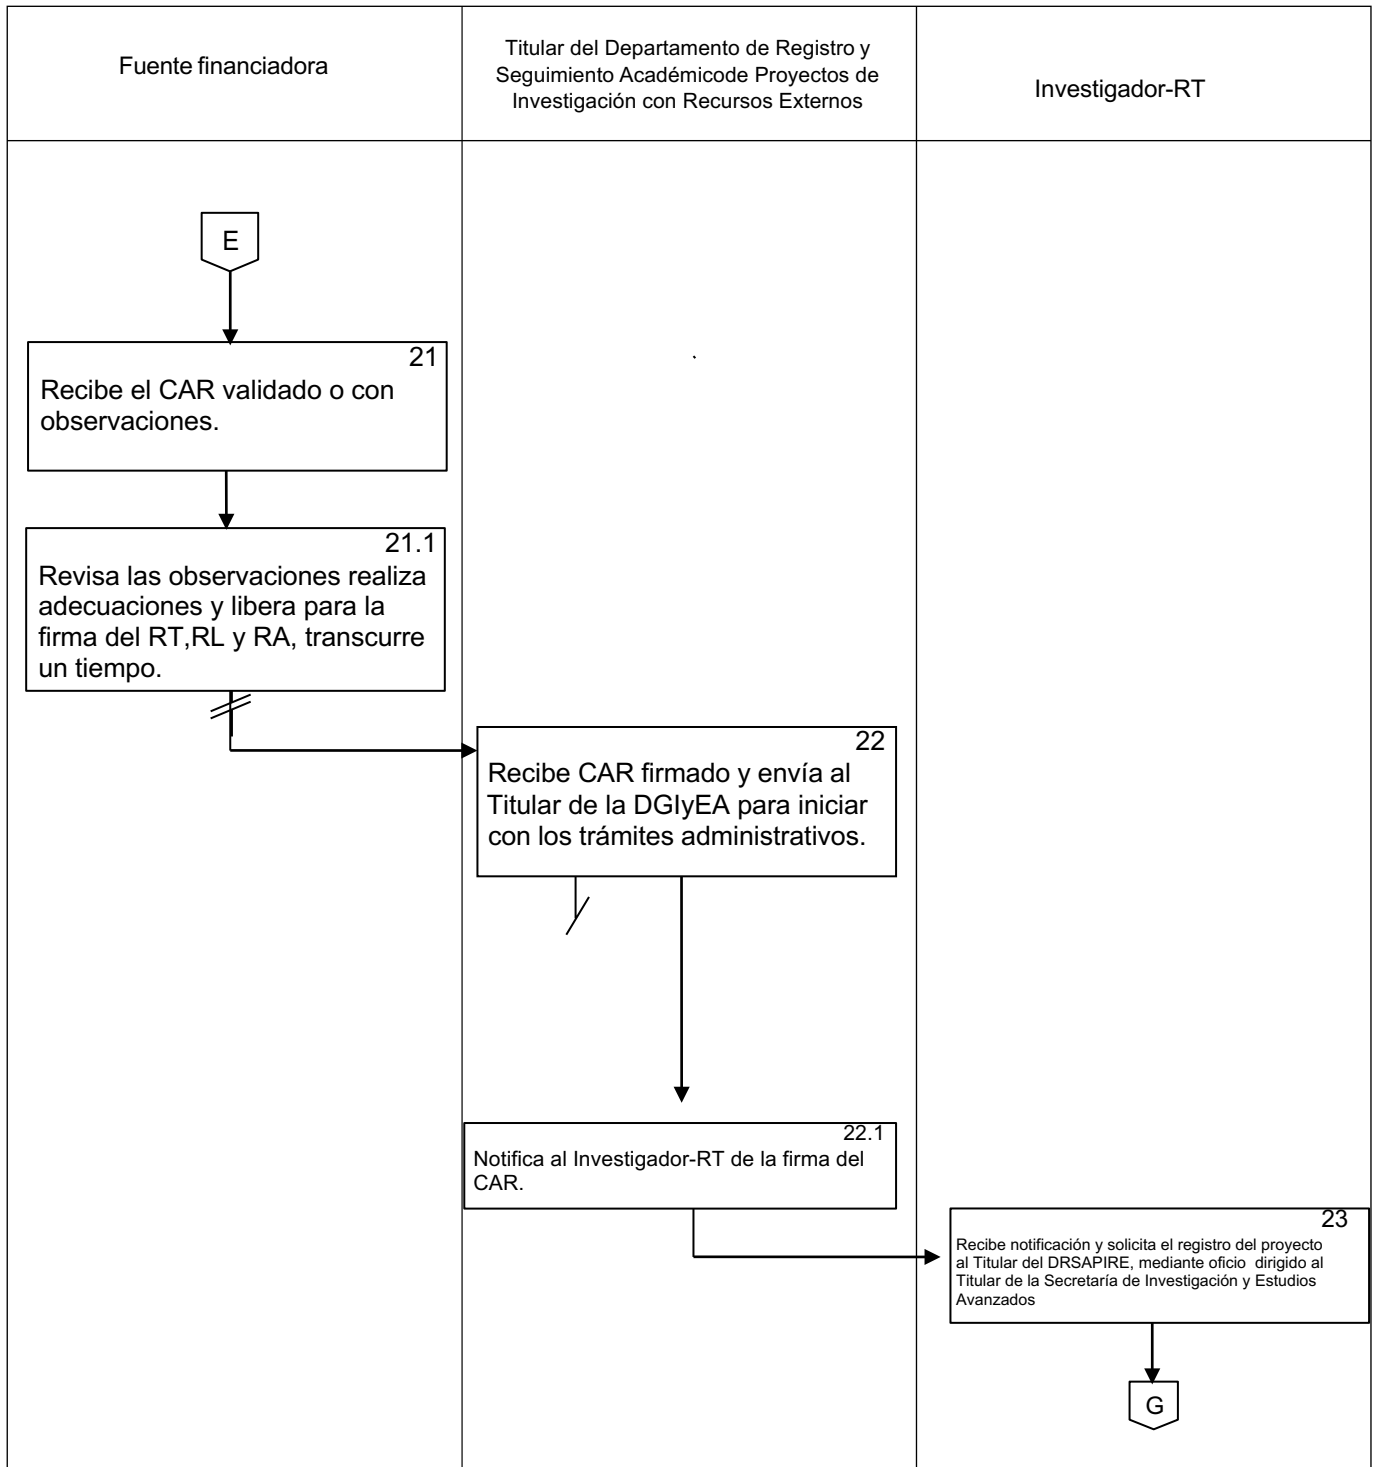 Fuente financiadora
Titular del Departamento de Registro y
Seguimiento Académicode Proyectos de
Investigación con Recursos Externos
Investigador-RT
E
21
Recibe el CAR validado o con
observaciones.
21.1
Revisa las observaciones realiza
adecuaciones y libera para la
firma del RT,RL y RA, transcurre
un tiempo.
22
Recibe CAR firmado y envía al
Titular de la DGIyEA para iniciar
con los trámites administrativos.
22.1
Notifica al Investigador-RT de la firma del
CAR.
23
Recibe notificación y solicita el registro del proyecto
al Titular del DRSAPIRE, mediante oficio dirigido al
Titular de la Secretaría de Investigación y Estudios
Avanzados
G